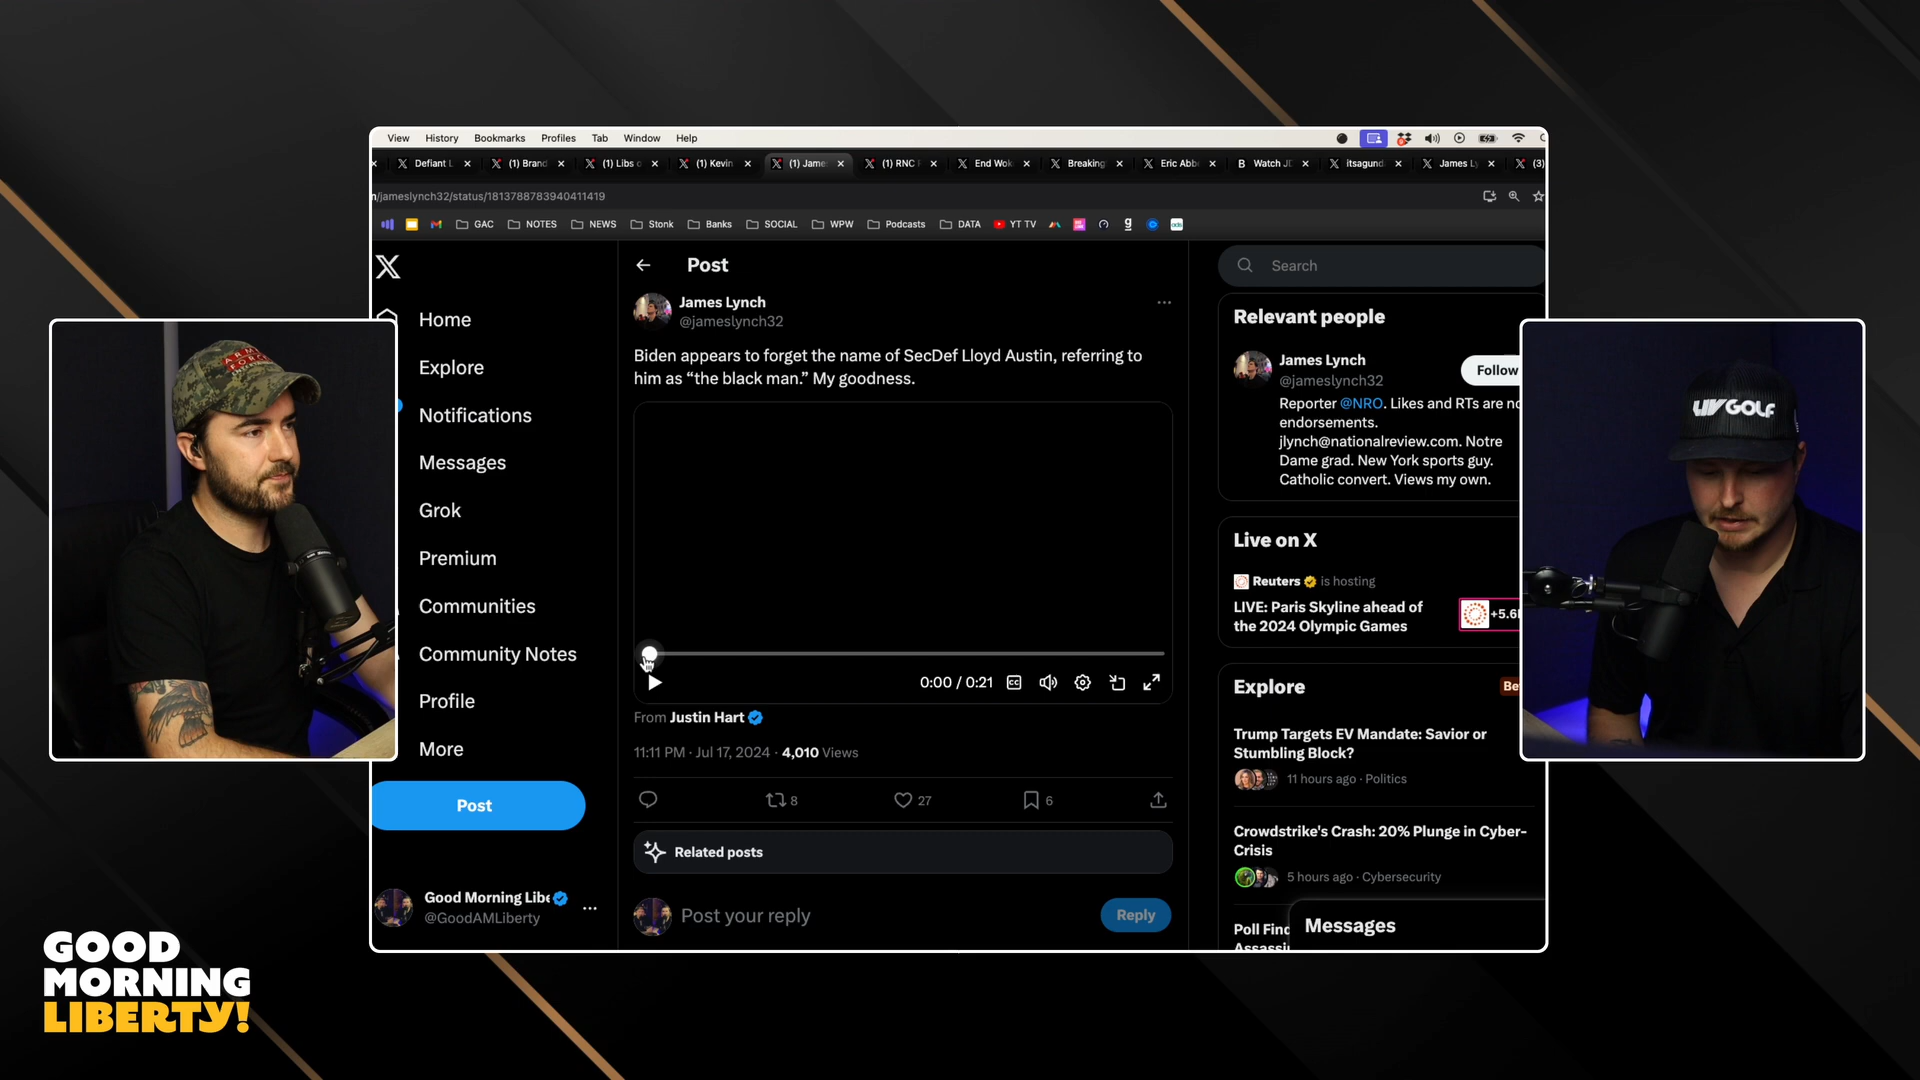 View History Bookmarks Profiles Tab Window Help
Defiant L (1) Brand (1) Libs o (1) Kevin (1) Jame (1) RNC End Wok Breaking Eric Abb B Watch JD itsagund James Ly (3)
/jameslynch32/status/1813788783940411419
GAC NOTES NEWS Stonk Banks SOCIAL WPW Podcasts DATA YT TV g
X
Home
Explore
Notifications
Messages
Grok
Premium
Communities
Community Notes
Profile
More
Post
Good Morning Libe
@GoodAMLiberty
Post
James Lynch
@jameslynch32
Biden appears to forget the name of SecDef Lloyd Austin, referring to
him as “the black man.” My goodness.
0:00 / 0:21
From Justin Hart
11:11 PM · Jul 17, 2024 · 4,010 Views
8 27 6
Related posts
Post your reply
Reply
Search
Relevant people
James Lynch
@jameslynch32
Follow
Reporter @NRO. Likes and RTs are no
endorsements.
jlynch@nationalreview.com. Notre
Dame grad. New York sports guy.
Catholic convert. Views my own.
Live on X
Reuters is hosting
LIVE: Paris Skyline ahead of
the 2024 Olympic Games
+5.6
Explore
Be
Trump Targets EV Mandate: Savior or
Stumbling Block?
11 hours ago · Politics
Crowdstrike's Crash: 20% Plunge in Cyber-
Crisis
5 hours ago · Cybersecurity
Poll Find
Assassi
Messages
LIV GOLF
GOOD
MORNING
LIBERTY!